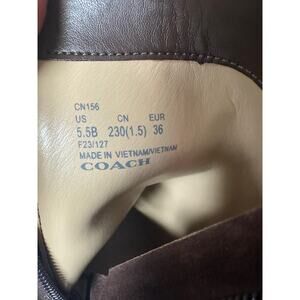 CN156
US CN EUR
5.5B 230(1.5) 36
F23/127
MADE IN VIETNAM/VIETNAM
COACH